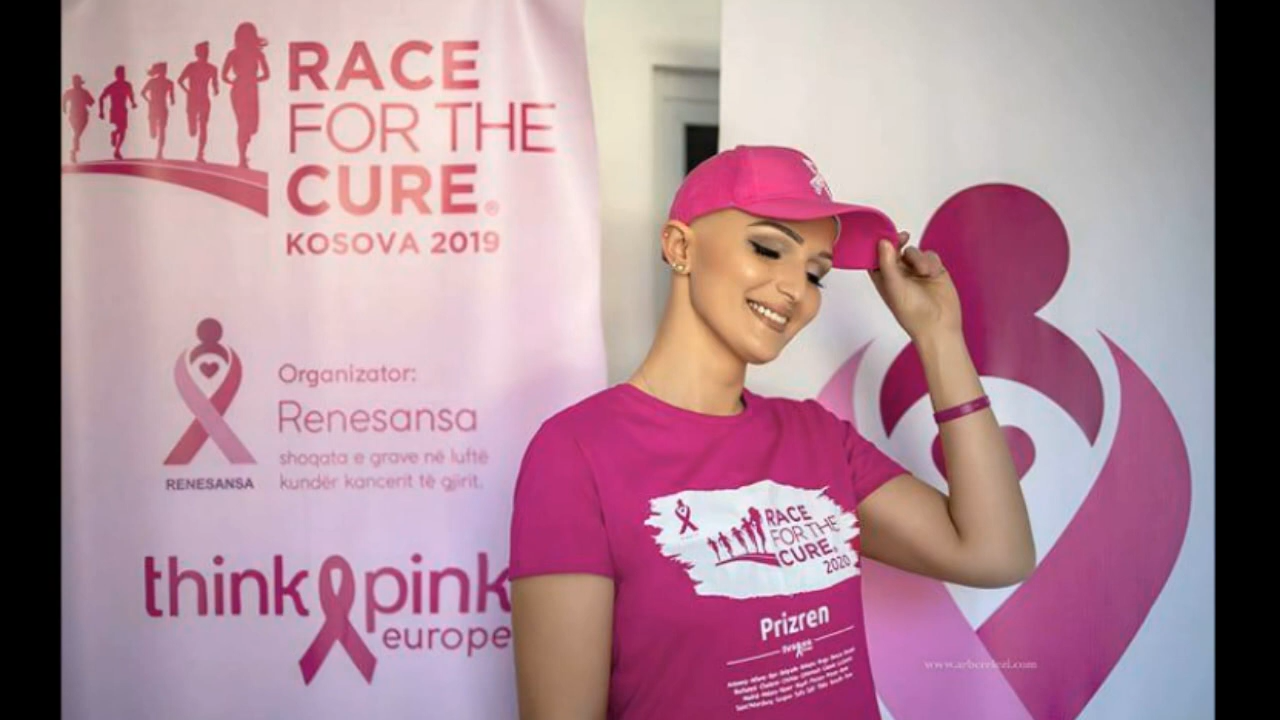 RACE
FOR THE
CURE®
KOSOVA 2019
Organizator:
Renesansa
shoqata e grave në luftë
kundër kancerit të gjirit.
RENESANSA
think pink
europe
RACE
FOR THE
CURE®
2020
Prizren
www.arberelezi.com